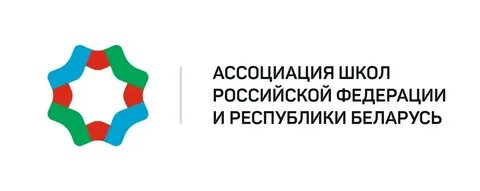 АССОЦИАЦИЯ ШКОЛ
РОССИЙСКОЙ ФЕДЕРАЦИИ
И РЕСПУБЛИКИ БЕЛАРУСЬ